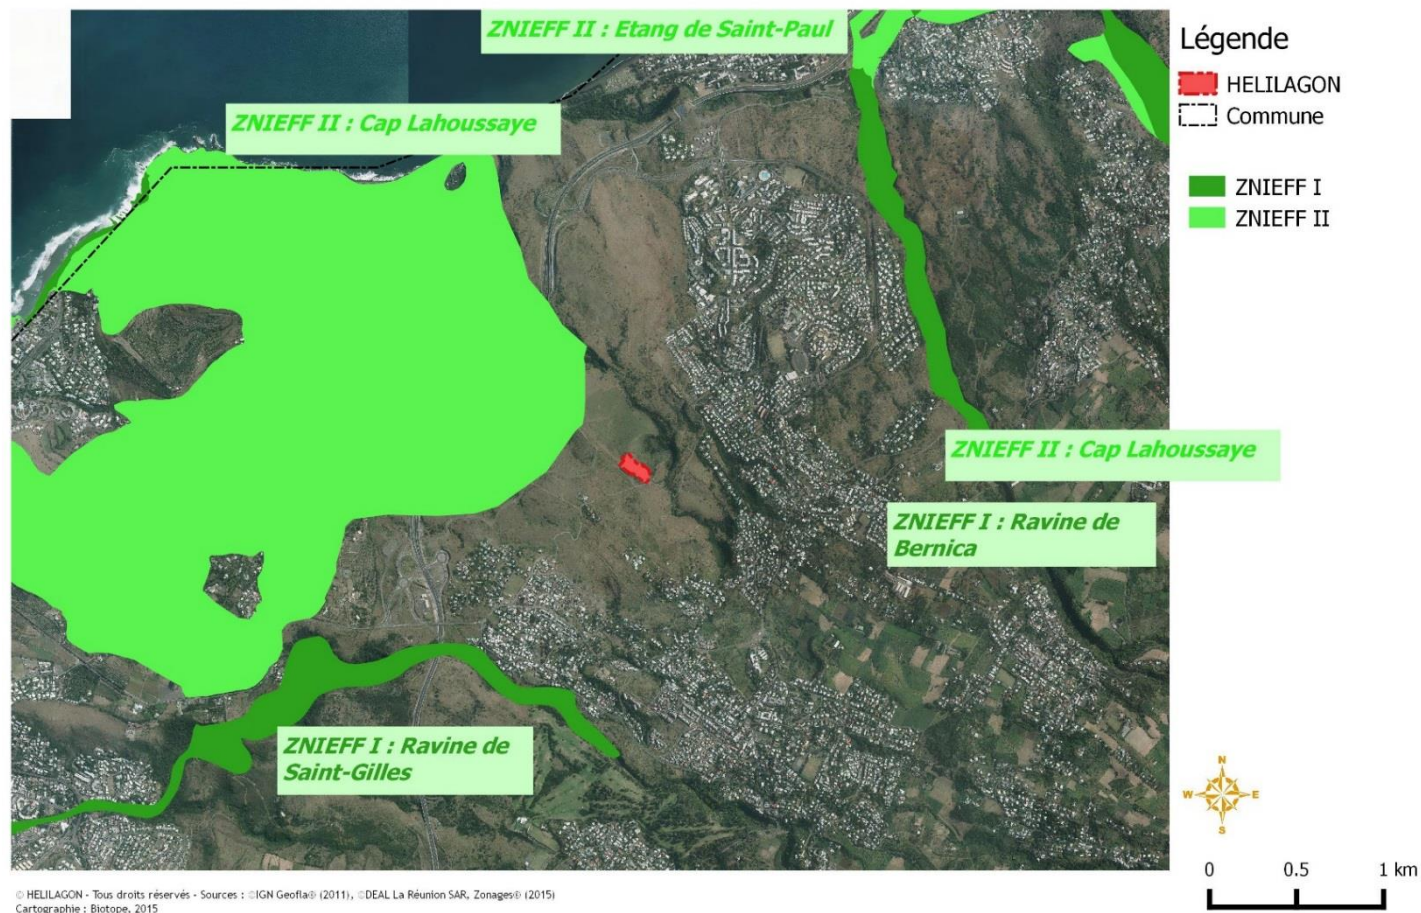 ZNIEFF II : Etang de Saint-Paul
ZNIEFF II : Cap Lahoussaye
Légende
HELILAGON
Commune
ZNIEFF I
ZNIEFF II
ZNIEFF II : Cap Lahoussaye
ZNIEFF I : Ravine de
Bernica
ZNIEFF I : Ravine de
Saint-Gilles
N
W
E
S
0
0.5
1 km
© HELILAGON - Tous droits réservés - Sources : ©IGN Geofla® (2011), ©DEAL La Réunion SAR, Zonages® (2015)
Cartographie : Biotope, 2015